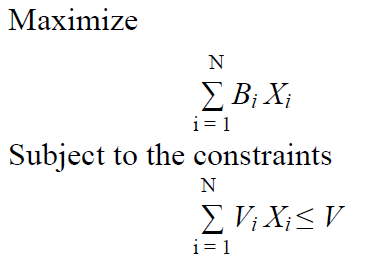 Maximize
N
∑ Bᵢ Xᵢ
i = 1
Subject to the constraints
N
∑ Vᵢ Xᵢ ≤ V
i = 1